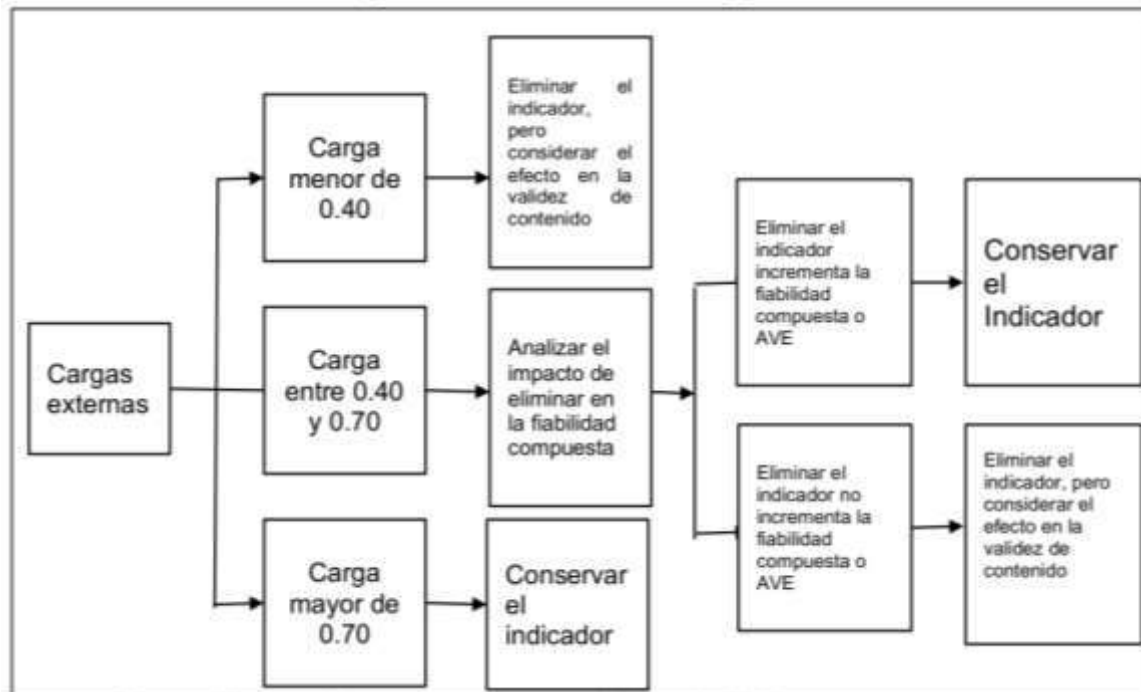 Cargas
externas
Carga
menor de
0.40
Eliminar el
indicador,
pero
considerar el
efecto en la
validez de
contenido
Carga
entre 0.40
y 0.70
Analizar el
impacto de
eliminar en
la fiabilidad
compuesta
Eliminar el
indicador
incrementa la
fiabilidad
compuesta o
AVE
Conservar
el
Indicador
Eliminar el
indicador no
incrementa la
fiabilidad
compuesta o
AVE
Eliminar el
indicador, pero
considerar el
efecto en la
validez de
contenido
Carga
mayor de
0.70
Conservar
el
indicador